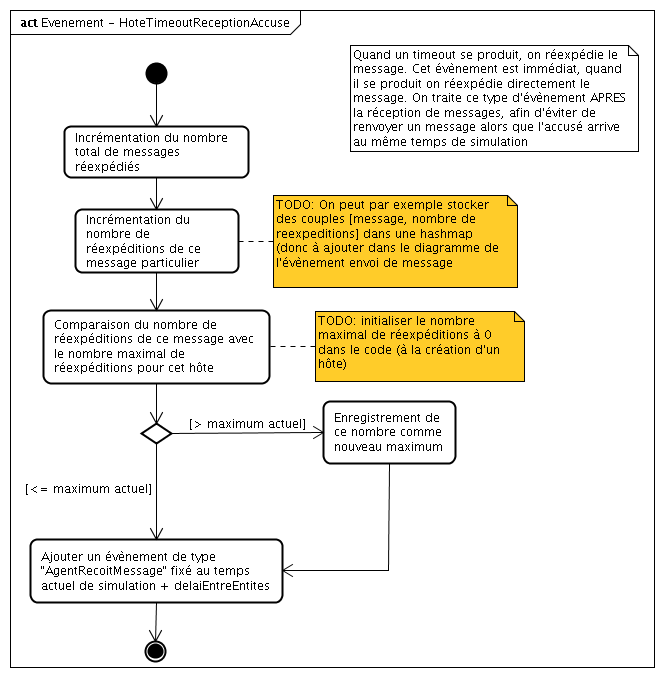 act Evenement - HoteTimeoutReceptionAccuse
Quand un timeout se produit, on réexpédie le
message. Cet évènement est immédiat, quand
il se produit on réexpédie directement le
message. On traite ce type d'évènement APRES
la réception de messages, afin d'éviter de
renvoyer un message alors que l'accusé arrive
au même temps de simulation
Incrémentation du nombre
total de messages
réexpédiés
Incrémentation du
nombre de
réexpéditions de ce
message particulier
TODO: On peut par exemple stocker
des couples [message, nombre de
reexpeditions] dans une hashmap
(donc à ajouter dans le diagramme de
l'évènement envoi de message
Comparaison du nombre de
réexpéditions de ce message avec
le nombre maximal de
réexpéditions pour cet hôte
TODO: initialiser le nombre
maximal de réexpéditions à 0
dans le code (à la création d'un
hôte)
[> maximum actuel]
Enregistrement de
ce nombre comme
nouveau maximum
[<= maximum actuel]
Ajouter un évènement de type
"AgentRecoitMessage" fixé au temps
actuel de simulation + delaiEntreEntites